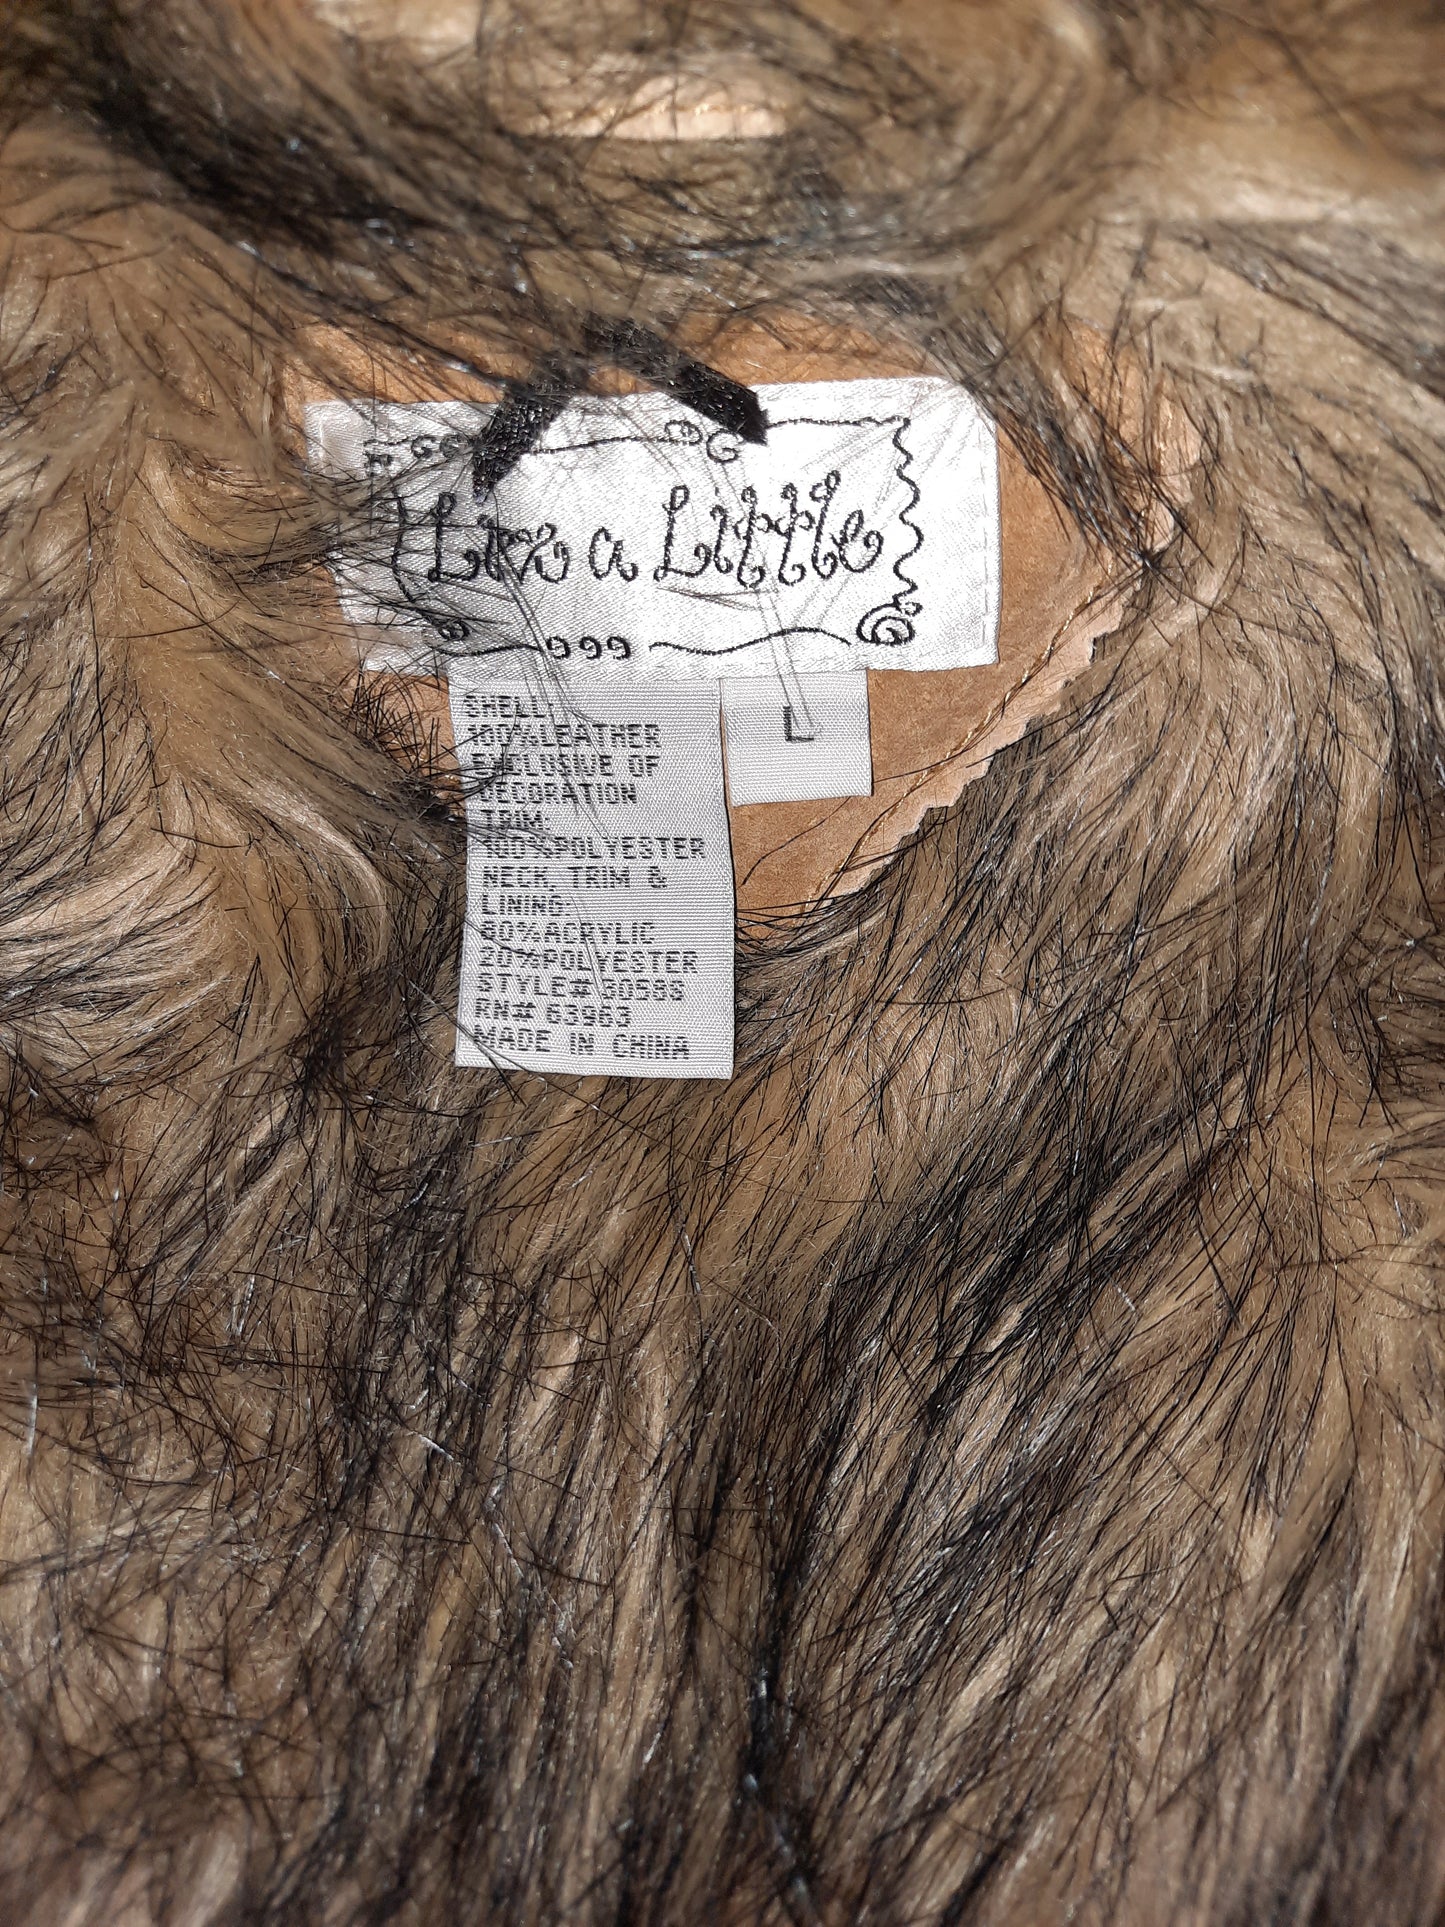 Live a Little
L
SHELL:
100% LEATHER
EXCLUSIVE OF
DECORATION
TRIM:
100% POLYESTER
NECK, TRIM &
LINING:
80% ACRYLIC
20% POLYESTER
STYLE#
RN# 63963
MADE IN CHINA